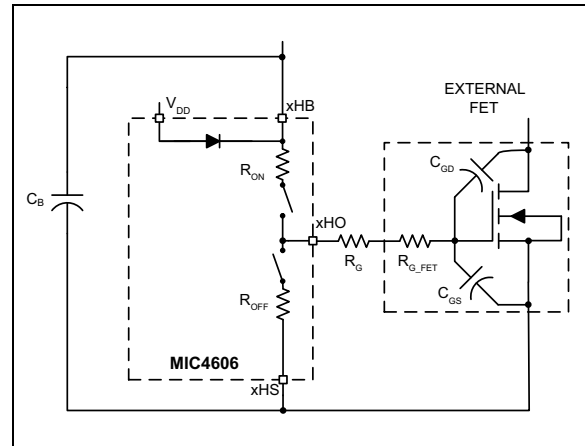 EXTERNAL
FET
V_DD
xHB
C_GD
R_ON
C_B
xHO
R_G
R_G_FET
C_GS
R_OFF
MIC4606
xHS